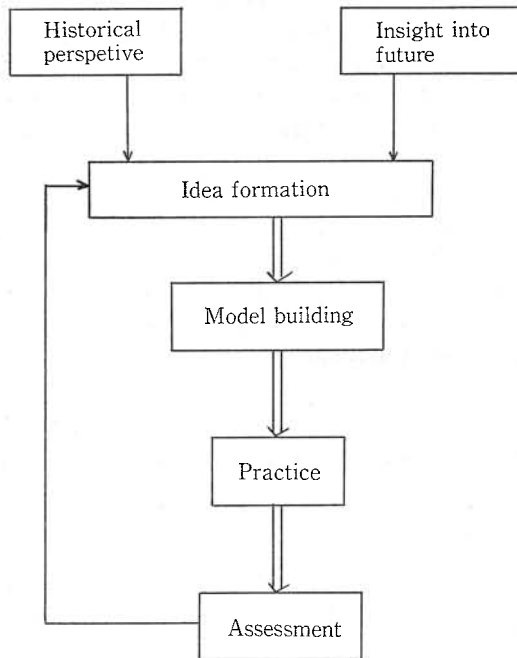 Historical
perspetive
Insight into
future
Idea formation
Model building
Practice
Assessment